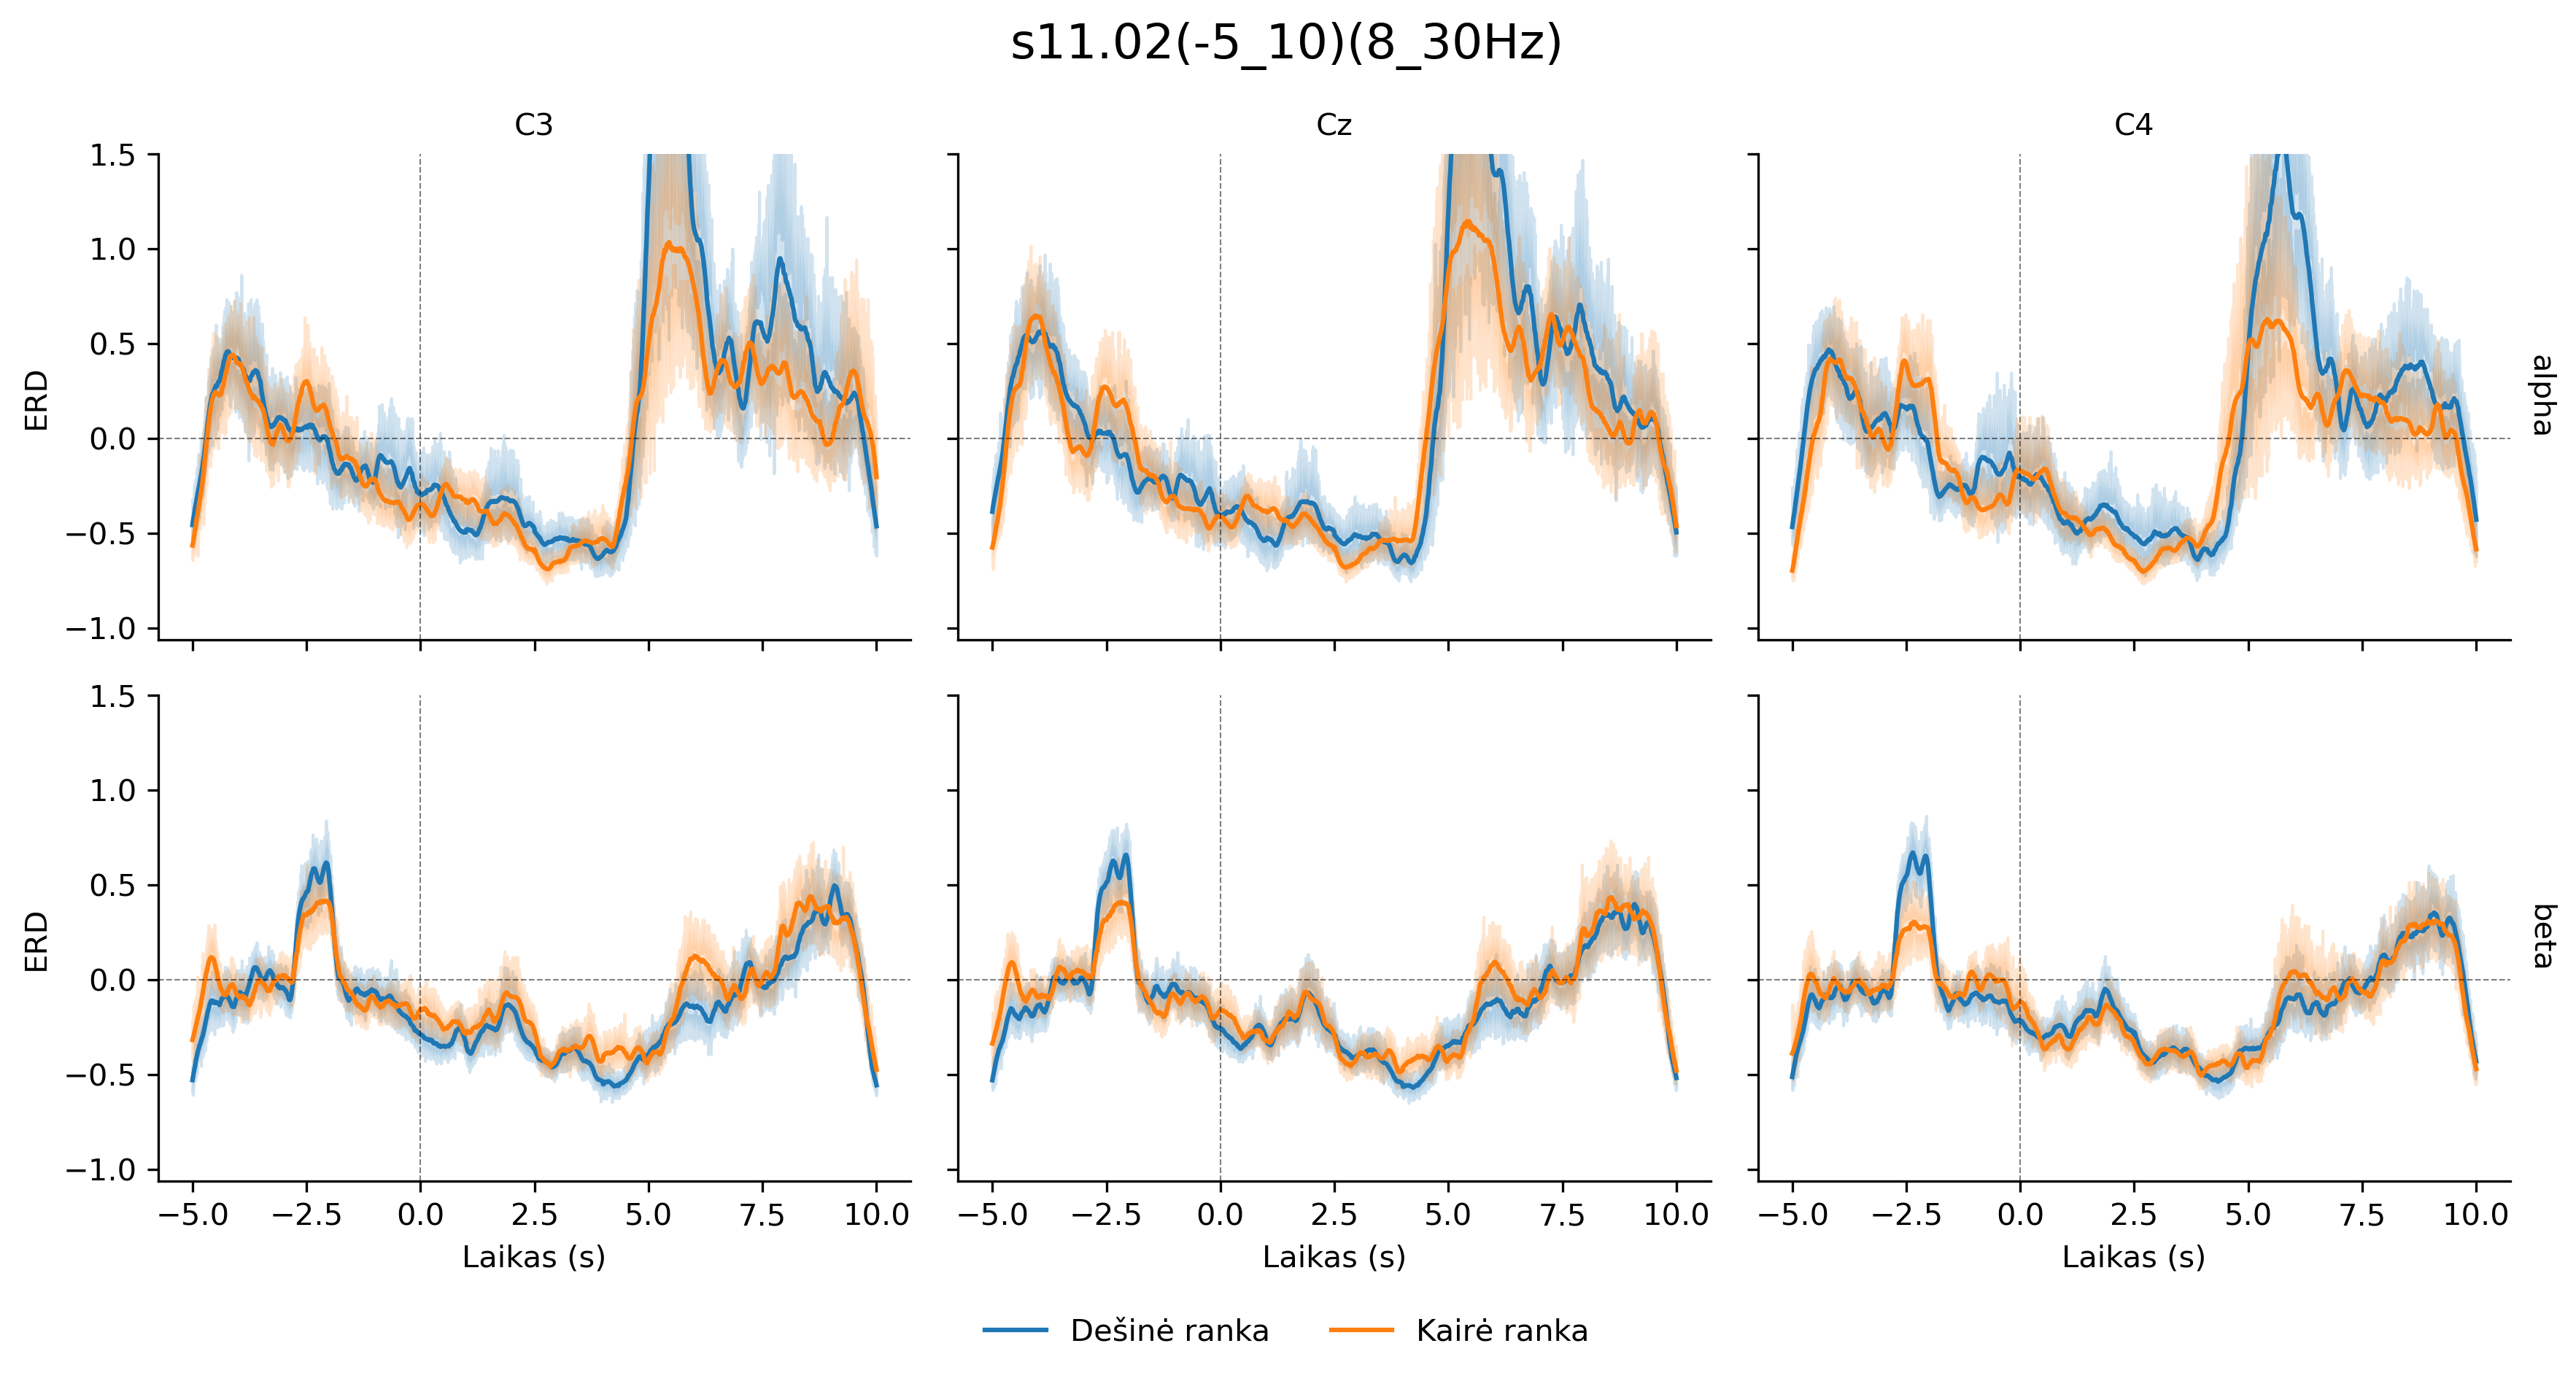 s11.02(-5_10)(8_30Hz)
C3 Cz C4
1.5
1.0
0.5
0.0
−0.5
−1.0
ERD
alpha
1.5
1.0
0.5
0.0
−0.5
−1.0
ERD
beta
−5.0 −2.5 0.0 2.5 5.0 7.5 10.0 −5.0 −2.5 0.0 2.5 5.0 7.5 10.0 −5.0 −2.5 0.0 2.5 5.0 7.5 10.0
Laikas (s) Laikas (s) Laikas (s)
Dešinė ranka Kairė ranka